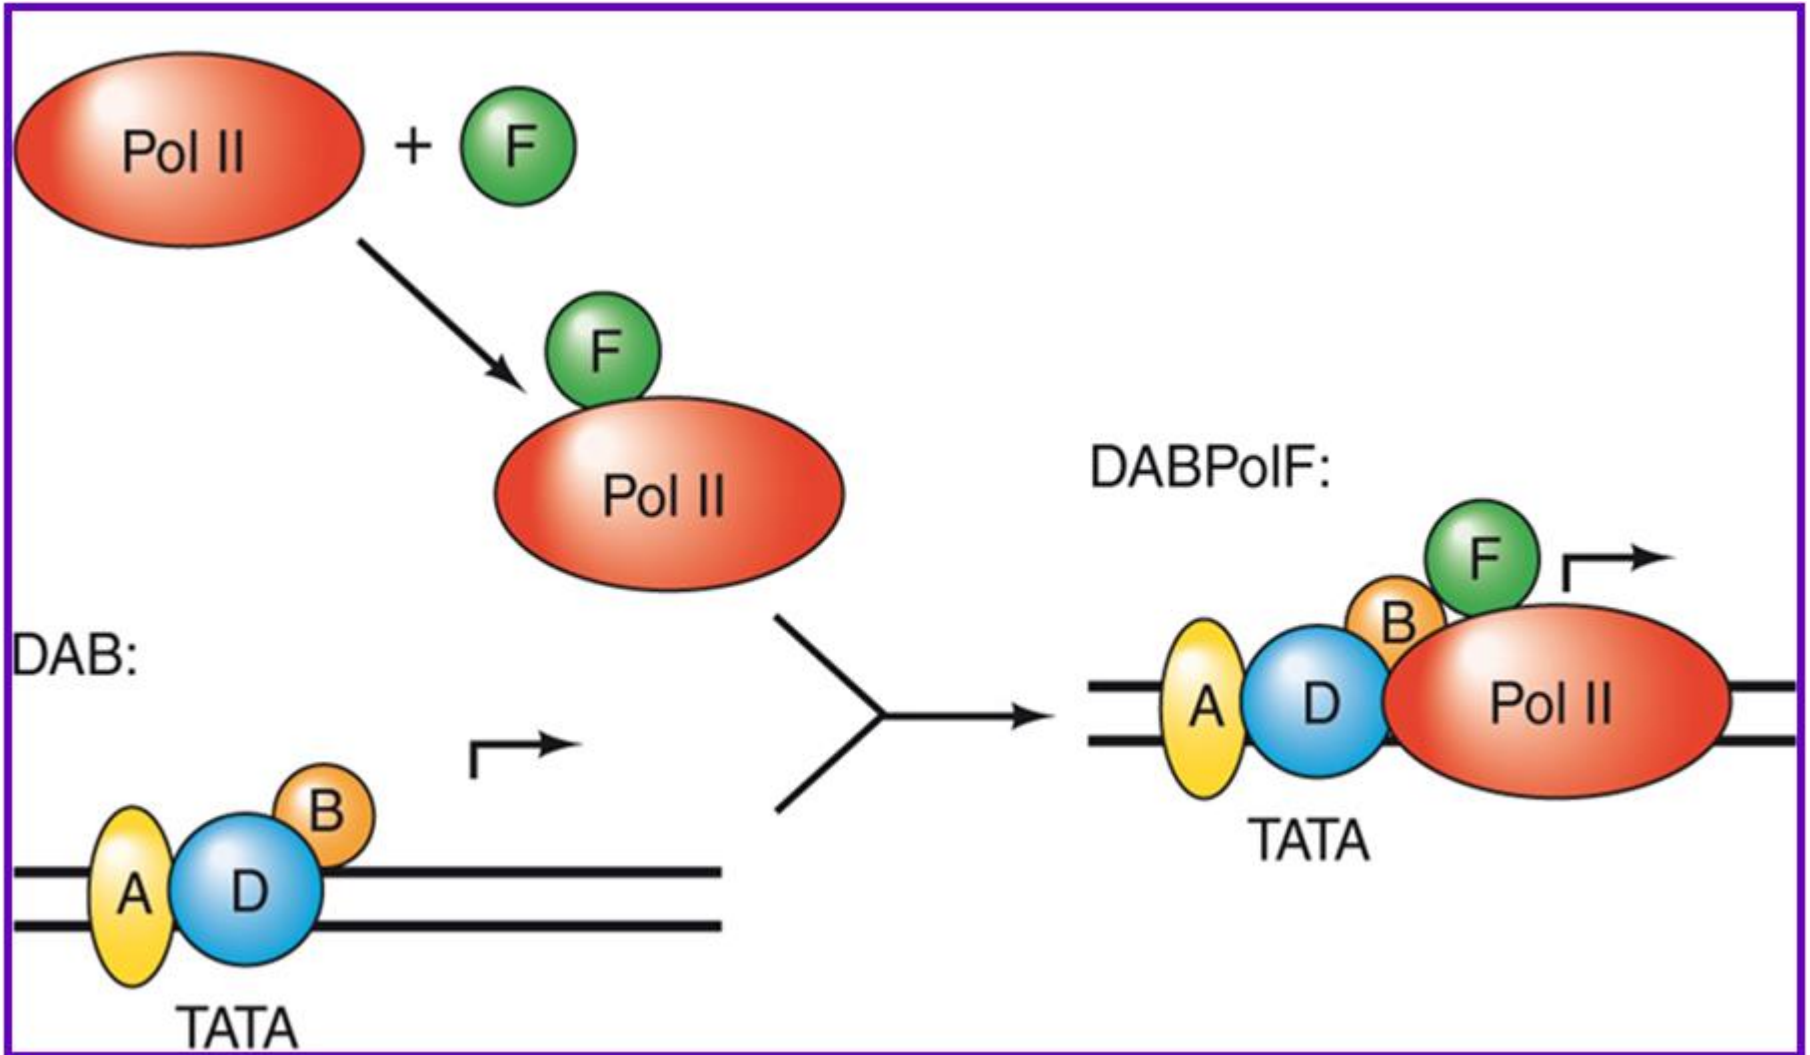 Pol II + F
F
Pol II
DABPolF:
F
B
A D Pol II
TATA
DAB:
B
A D
TATA